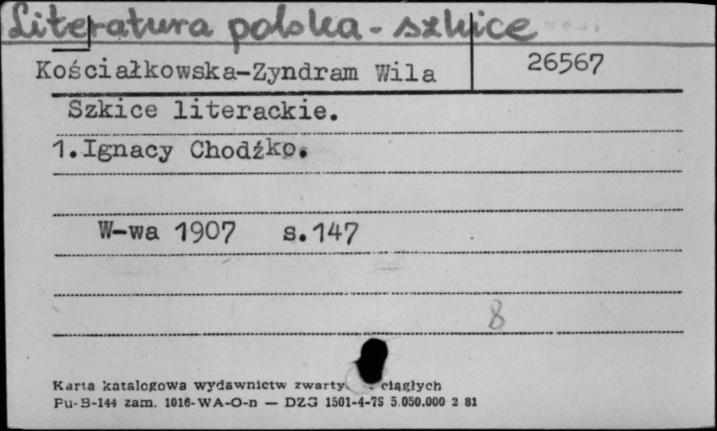 Literatura polska - szkice
Kościałkowska-Zyndram Wila 26567
Szkice literackie.
1.Ignacy Chodźko.
W-wa 1907 s.147
8
Karta katalogowa wydawnictw zwarty ciągłych
Pu-B-144 zam. 1016-WA-O-n — DZG 1501-4-78 5.050.000 2 81